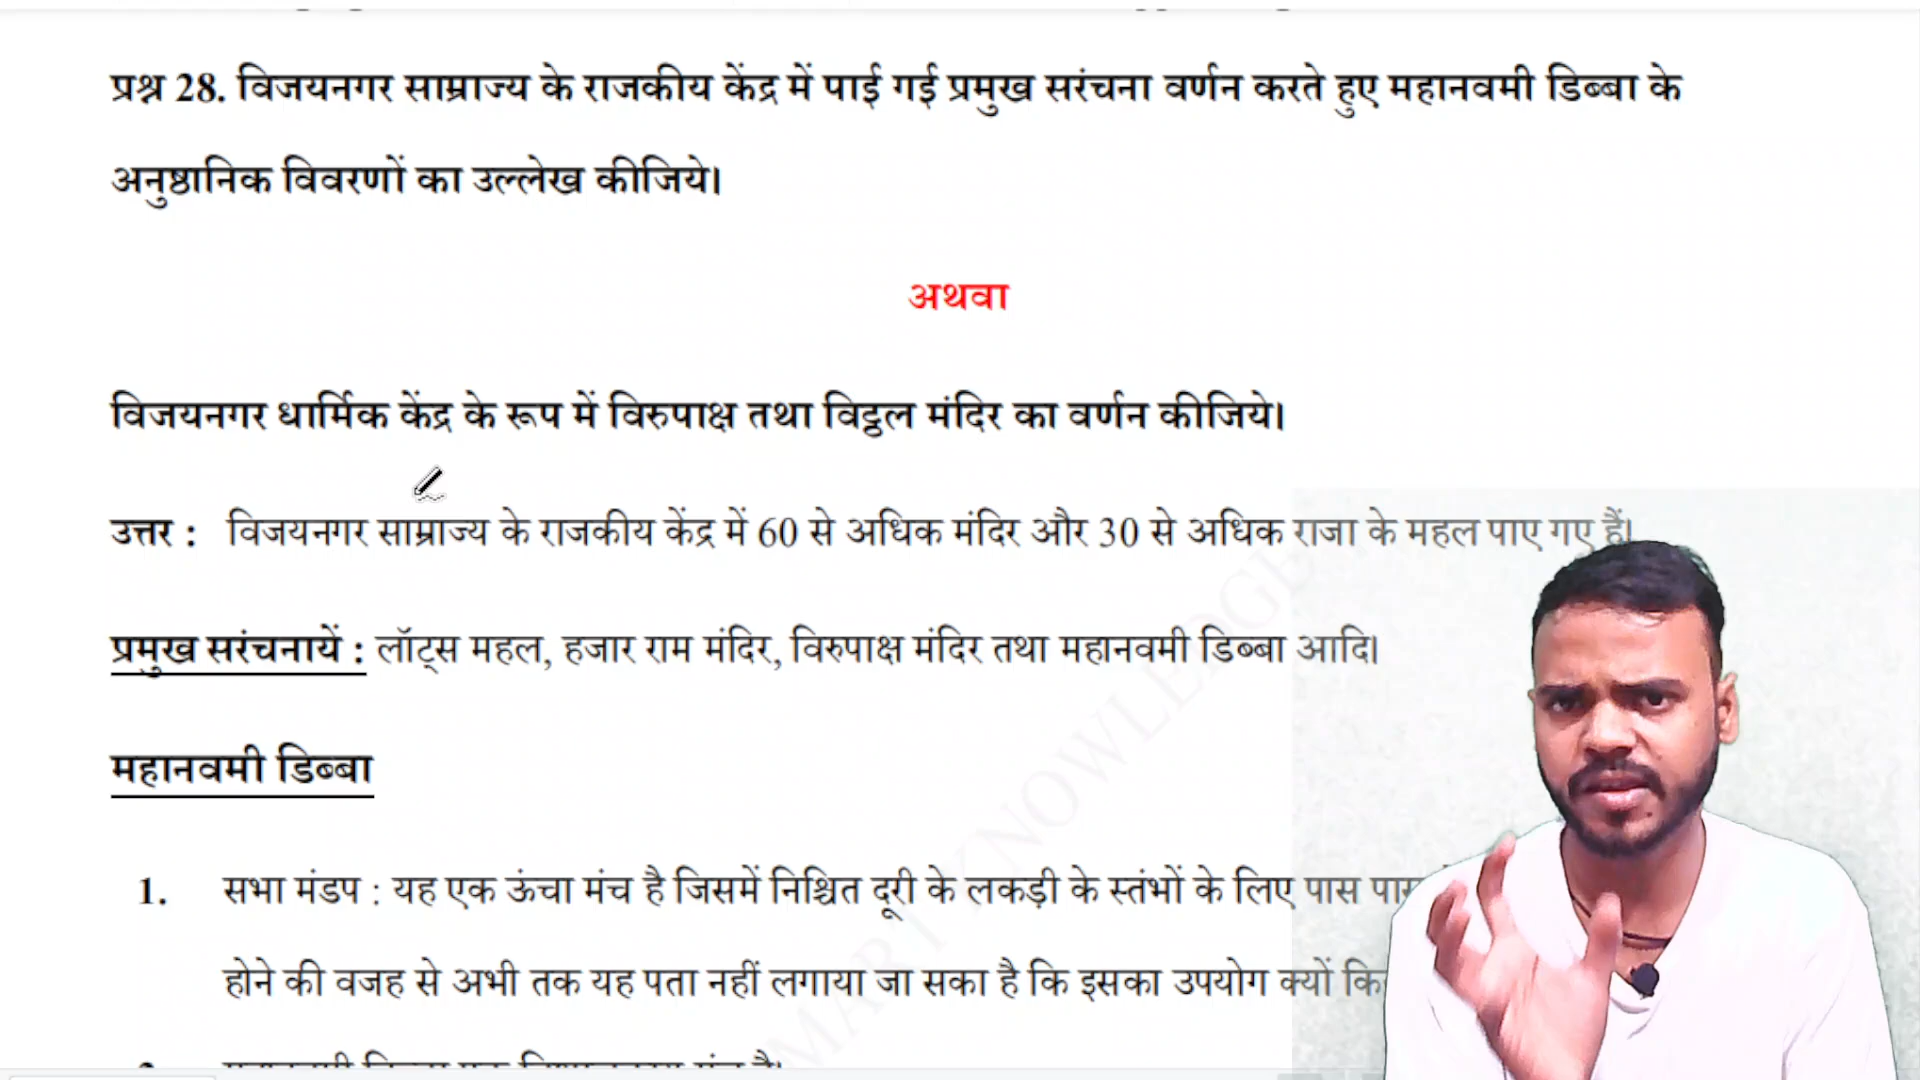 प्रश्न 28. विजयनगर साम्राज्य के राजकीय केंद्र में पाई गई प्रमुख सरंचना वर्णन करते हुए महानवमी डिब्बा के
अनुष्ठानिक विवरणों का उल्लेख कीजिये।
अथवा
विजयनगर धार्मिक केंद्र के रूप में विरुपाक्ष तथा विट्ठल मंदिर का वर्णन कीजिये।
उत्तर : विजयनगर साम्राज्य के राजकीय केंद्र में 60 से अधिक मंदिर और 30 से अधिक राजा के महल पाए गए हैं।
प्रमुख सरंचनायें : लॉट्स महल, हजार राम मंदिर, विरुपाक्ष मंदिर तथा महानवमी डिब्बा आदि।
महानवमी डिब्बा
1. सभा मंडप : यह एक ऊंचा मंच है जिसमें निश्चित दूरी के लकड़ी के स्तंभों के लिए पास
होने की वजह से अभी तक यह पता नहीं लगाया जा सका है कि इसका उपयोग क्यों
SMART KNOWLEDGE